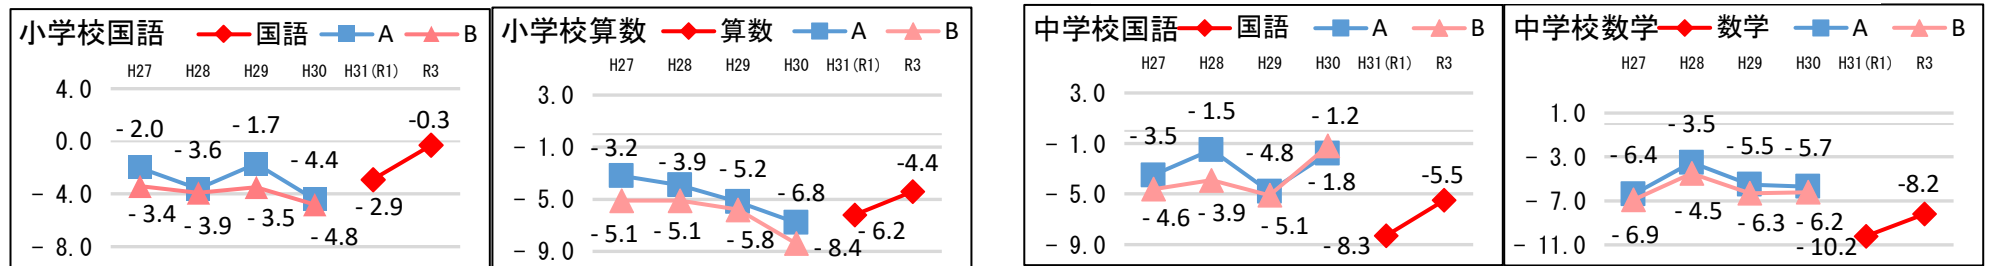 小学校国語 国語 A B
H27 H28 H29 H30 H31(R1) R3
4.0
0.0
- 4.0
- 8.0
- 2.0 - 3.6 - 1.7 - 4.4 -0.3
- 3.4 - 3.9 - 3.5 - 4.8 - 2.9
小学校算数 算数 A B
H27 H28 H29 H30 H31(R1) R3
3.0
- 1.0
- 5.0
- 9.0
- 3.2 - 3.9 - 5.2 - 6.8 -4.4
- 5.1 - 5.1 - 5.8 - 8.4 - 6.2
中学校国語 国語 A B
H27 H28 H29 H30 H31(R1) R3
3.0
- 1.0
- 5.0
- 9.0
- 3.5 - 1.5 - 4.8 - 1.2 -5.5
- 4.6 - 3.9 - 5.1 - 1.8 - 8.3
中学校数学 数学 A B
H27 H28 H29 H30 H31(R1) R3
1.0
- 3.0
- 7.0
- 11.0
- 6.4 - 3.5 - 5.5 - 5.7 -8.2
- 6.9 - 4.5 - 6.3 - 6.2 - 10.2